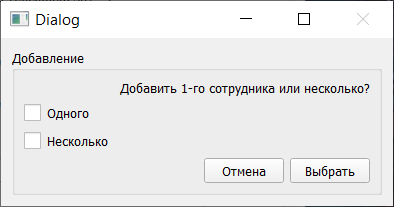 Dialog
Добавление
Добавить 1-го сотрудника или несколько?
Одного
Несколько
Отмена
Выбрать